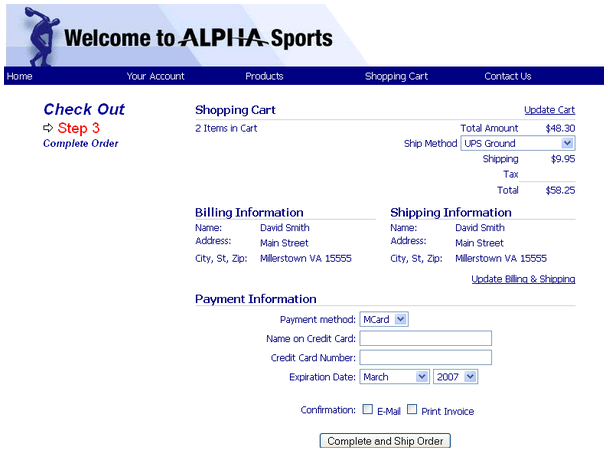 Welcome to ALPHA Sports
Home Your Account Products Shopping Cart Contact Us
Check Out
⇨ Step 3
Complete Order
Shopping Cart Update Cart
2 Items in Cart Total Amount $48.30
Ship Method UPS Ground
Shipping $9.95
Tax
Total $58.25
Billing Information Shipping Information
Name: David Smith Name: David Smith
Address: Main Street Address: Main Street
City, St, Zip: Millerstown VA 15555 City, St, Zip: Millerstown VA 15555
Update Billing & Shipping
Payment Information
Payment method: MCard
Name on Credit Card:
Credit Card Number:
Expiration Date: March 2007
Confirmation: E-Mail Print Invoice
Complete and Ship Order